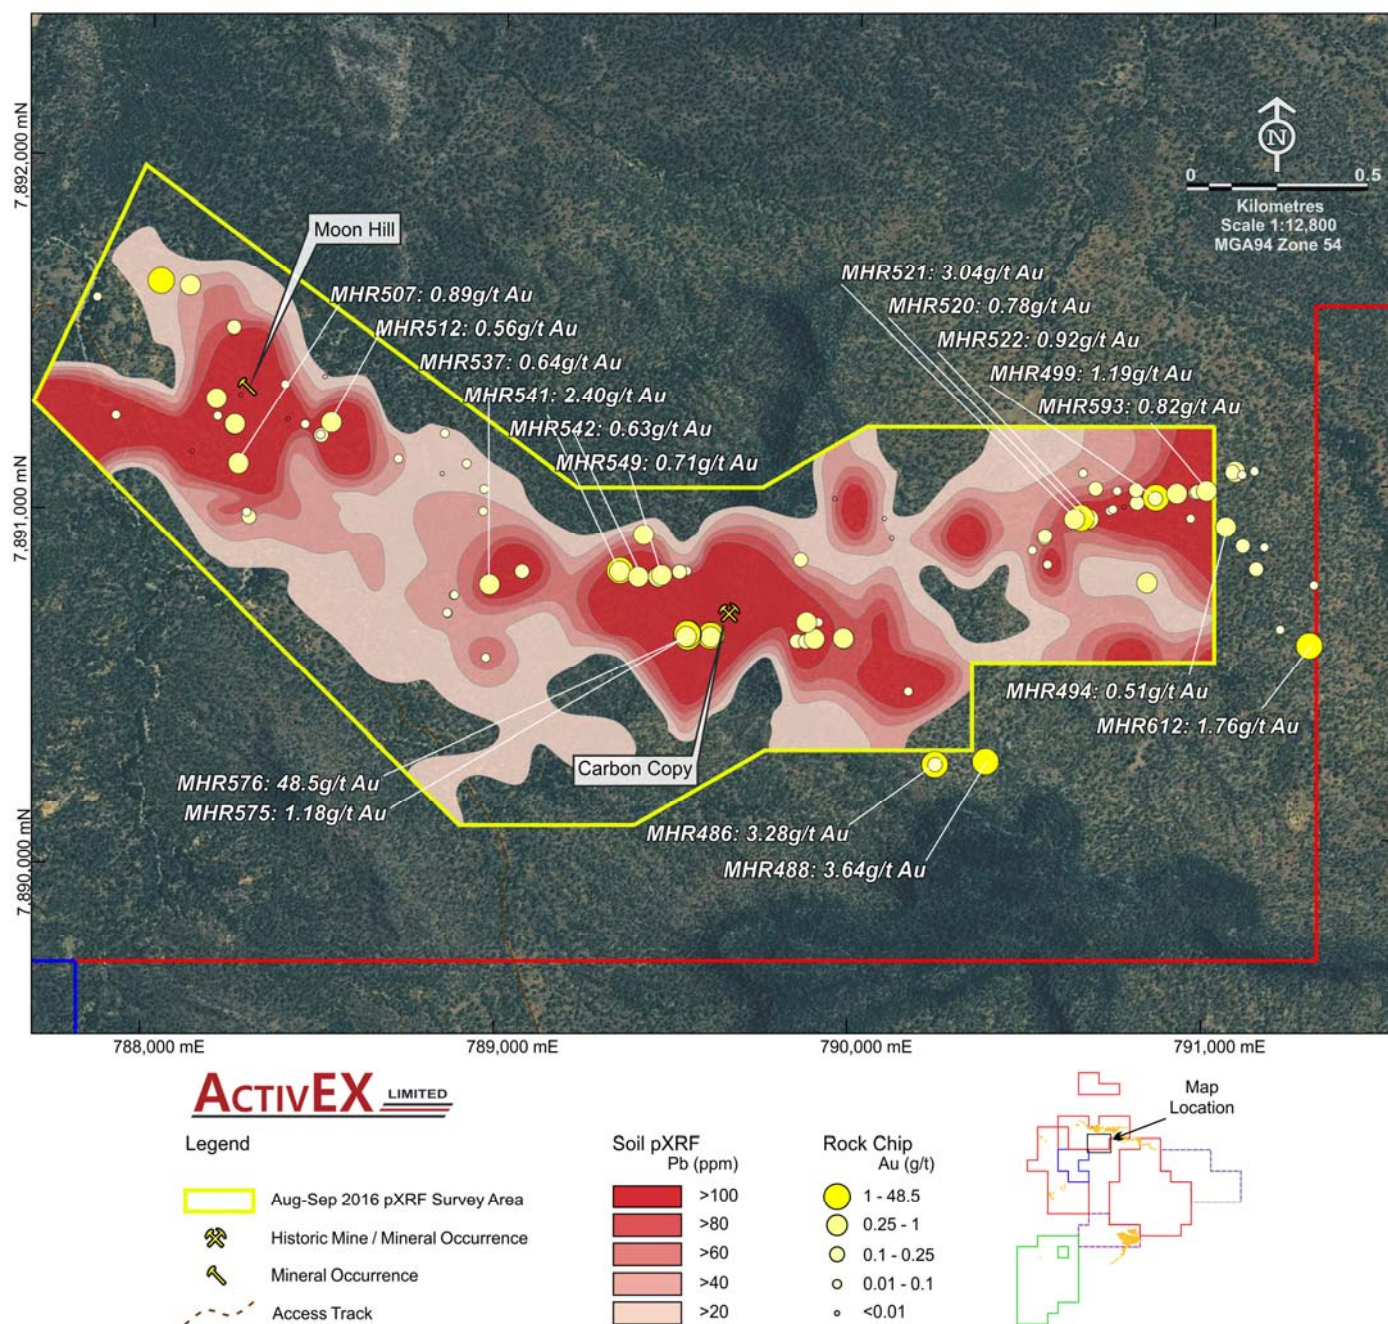 7,892,000 mN
7,891,000 mN
7,890,000 mN
N
0 0.5
Kilometres
Scale 1:12,800
MGA94 Zone 54
Moon Hill
MHR507: 0.89g/t Au
MHR512: 0.56g/t Au
MHR537: 0.64g/t Au
MHR541: 2.40g/t Au
MHR542: 0.63g/t Au
MHR549: 0.71g/t Au
MHR521: 3.04g/t Au
MHR520: 0.78g/t Au
MHR522: 0.92g/t Au
MHR499: 1.19g/t Au
MHR593: 0.82g/t Au
MHR494: 0.51g/t Au
MHR612: 1.76g/t Au
Carbon Copy
MHR576: 48.5g/t Au
MHR575: 1.18g/t Au
MHR486: 3.28g/t Au
MHR488: 3.64g/t Au
788,000 mE
789,000 mE
790,000 mE
791,000 mE
ACTIVEX LIMITED
Legend
Aug-Sep 2016 pXRF Survey Area
Historic Mine / Mineral Occurrence
Mineral Occurrence
Access Track
Soil pXRF
Pb (ppm)
>100
>80
>60
>40
>20
Rock Chip
Au (g/t)
1 - 48.5
0.25 - 1
0.1 - 0.25
0.01 - 0.1
<0.01
Map
Location